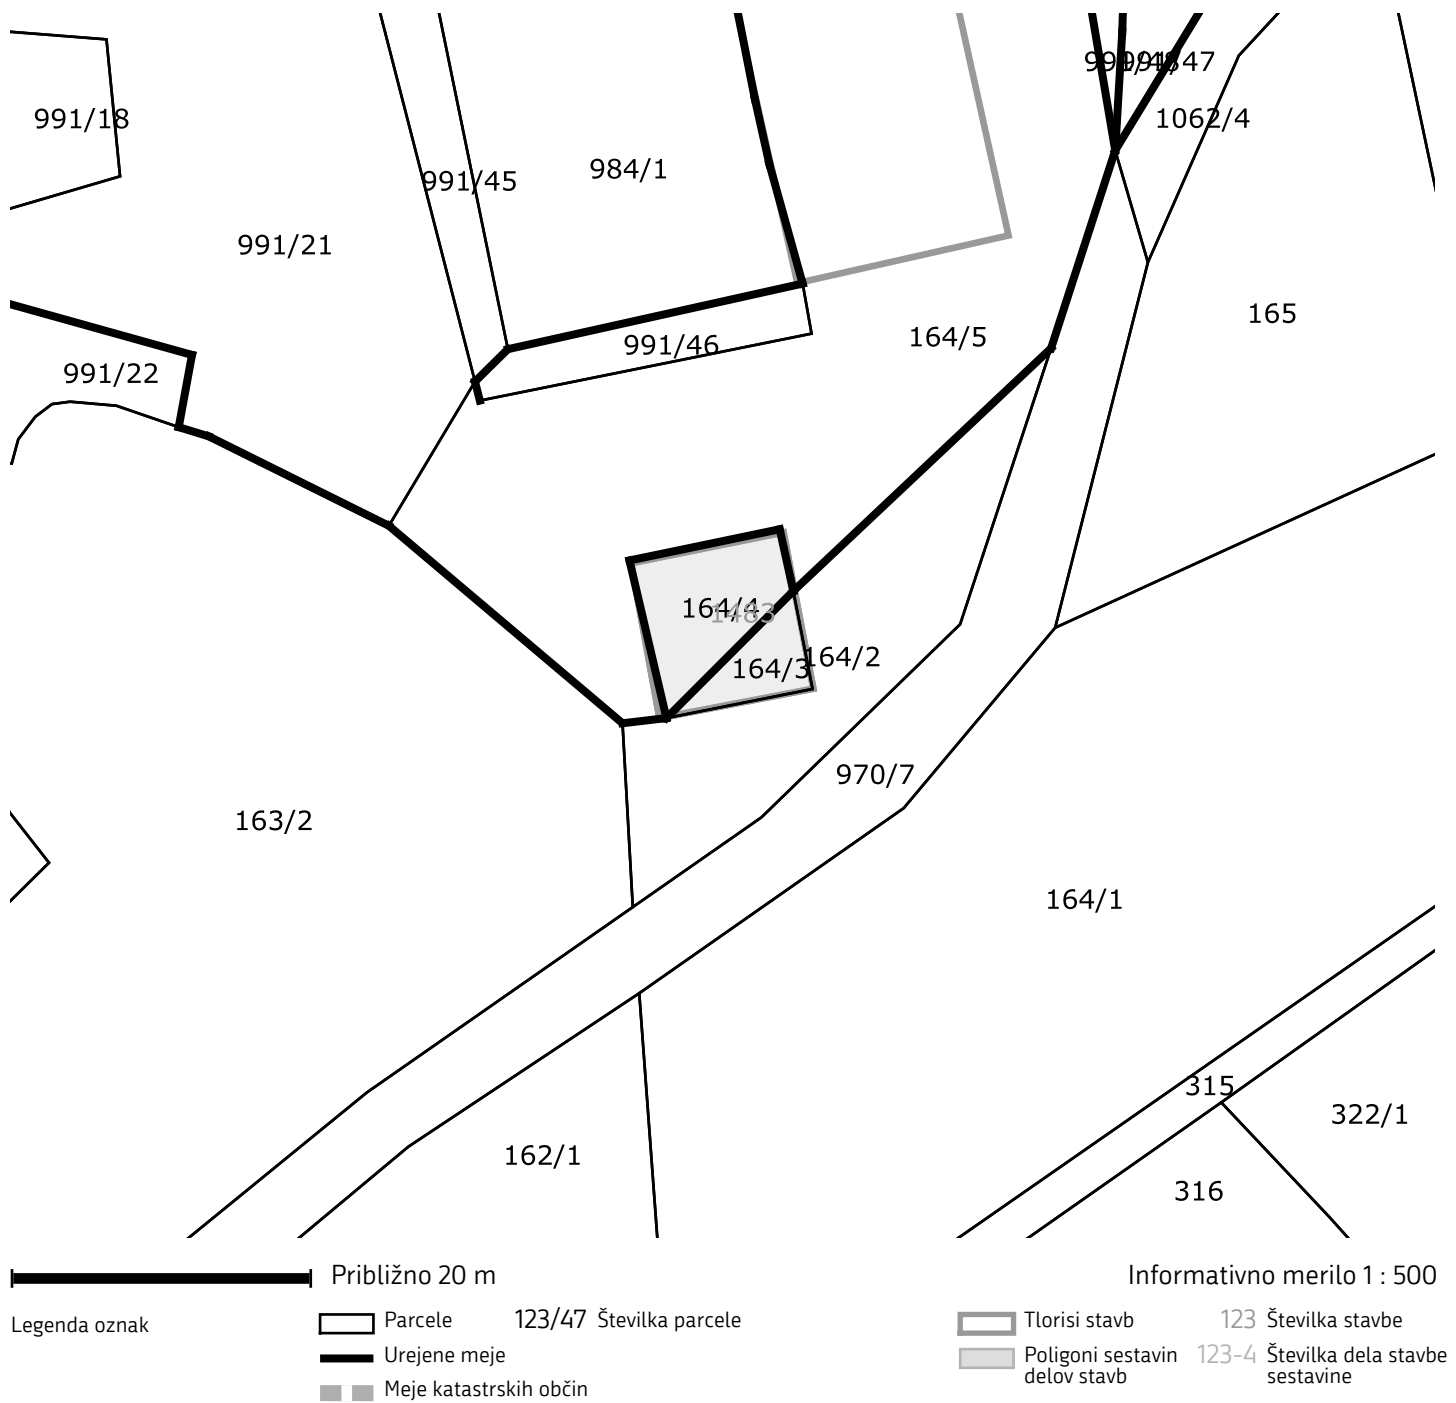 991/47
1062/4
991/18
984/1
991/45
991/21
165
164/5
991/46
991/22
164/4
1483
164/2
164/3
970/7
163/2
164/1
315
322/1
162/1
316
Približno 20 m
Informativno merilo 1 : 500
Legenda oznak
Parcele
123/47 Številka parcele
Urejene meje
Meje katastrskih občin
Tlorisi stavb
123 Številka stavbe
Poligoni sestavin
delov stavb
123-4 Številka dela stavbe
sestavine